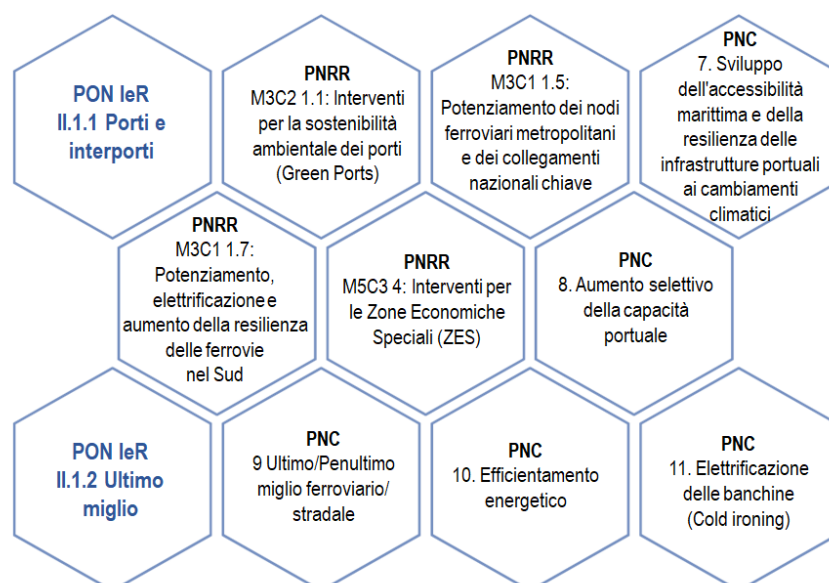 PON IeR
II.1.1 Porti e
interporti
PNRR
M3C2 1.1: Interventi
per la sostenibilità
ambientale dei porti
(Green Ports)
PNRR
M3C1 1.5:
Potenziamento dei nodi
ferroviari metropolitani
e dei collegamenti
nazionali chiave
PNC
7. Sviluppo
dell'accessibilità
marittima e della
resilienza delle
infrastrutture portuali
ai cambiamenti
climatici
PNRR
M3C1 1.7:
Potenziamento,
elettrificazione e
aumento della resilienza
delle ferrovie
nel Sud
PNRR
M5C3 4: Interventi per
le Zone Economiche
Speciali (ZES)
PNC
8. Aumento selettivo
della capacità
portuale
PON IeR
II.1.2 Ultimo
miglio
PNC
9 Ultimo/Penultimo
miglio ferroviario/
stradale
PNC
10. Efficientamento
energetico
PNC
11. Elettrificazione
delle banchine
(Cold ironing)